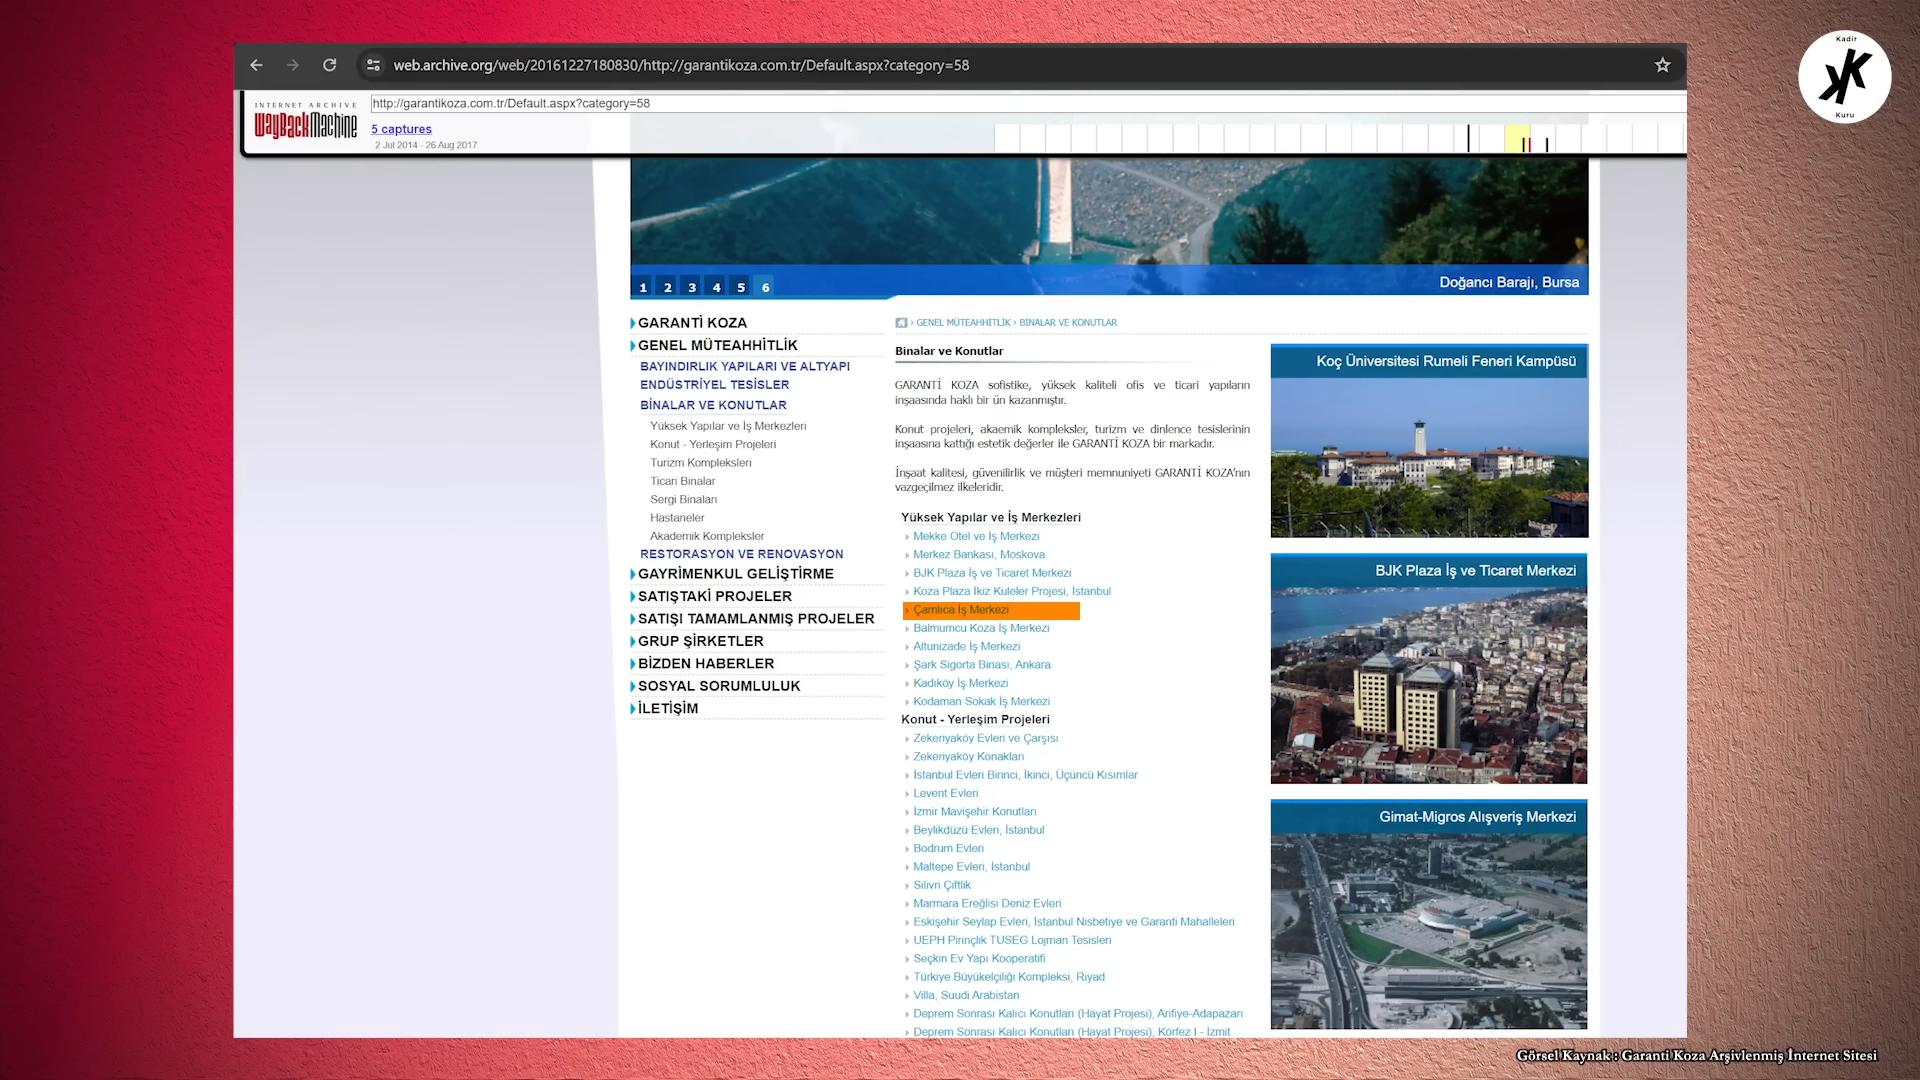 web.archive.org/web/20161227180830/http://garantikoza.com.tr/Default.aspx?category=58
Kadir
KK
Kuru
INTERNET ARCHIVE
WayBackMachine
http://garantikoza.com.tr/Default.aspx?category=58
5 captures
2 Jul 2014 - 26 Aug 2017
1 2 3 4 5 6
Doğancı Barajı, Bursa
GARANTİ KOZA
GENEL MÜTEAHHİTLİK
BAYINDIRLIK YAPILARI VE ALTYAPI
ENDÜSTRİYEL TESİSLER
BİNALAR VE KONUTLAR
Yüksek Yapılar ve İş Merkezleri
Konut - Yerleşim Projeleri
Turizm Kompleksleri
Ticari Binalar
Sergi Binaları
Hastaneler
Akademik Kompleksler
RESTORASYON VE RENOVASYON
GAYRİMENKUL GELİŞTİRME
SATIŞTAKİ PROJELER
SATIŞI TAMAMLANMIŞ PROJELER
GRUP ŞİRKETLER
BİZDEN HABERLER
SOSYAL SORUMLULUK
İLETİŞİM
› GENEL MÜTEAHHİTLİK › BİNALAR VE KONUTLAR
Binalar ve Konutlar
GARANTİ KOZA sofistike, yüksek kaliteli ofis ve ticari yapıların
inşaasında haklı bir ün kazanmıştır.
Konut projeleri, akaemik kompleksler, turizm ve dinlence tesislerinin
inşaasına kattığı estetik değerler ile GARANTİ KOZA bir markadır.
İnşaat kalitesi, güvenilirlik ve müşteri memnuniyeti GARANTİ KOZA’nın
vazgeçilmez ilkeleridir.
Yüksek Yapılar ve İş Merkezleri
Mekke Otel ve İş Merkezi
Merkez Bankası, Moskova
BJK Plaza İş ve Ticaret Merkezi
Koza Plaza İkiz Kuleler Projesi, İstanbul
Çamlıca İş Merkezi
Balmumcu Koza İş Merkezi
Altunizade İş Merkezi
Şark Sigorta Binası, Ankara
Kadıköy İş Merkezi
Kodaman Sokak İş Merkezi
Konut - Yerleşim Projeleri
Zekeriyaköy Evleri ve Çarşısı
Zekeriyaköy Konakları
İstanbul Evleri Birinci, İkinci, Üçüncü Kısımlar
Levent Evleri
İzmir Mavişehir Konutları
Beylikdüzü Evleri, İstanbul
Bodrum Evleri
Maltepe Evleri, İstanbul
Silivri Çiftlik
Marmara Ereğlisi Deniz Evleri
Eskişehir Seylap Evleri, İstanbul Nisbetiye ve Garanti Mahalleleri
UEPH Pirinçlik TUSEG Lojman Tesisleri
Seçkin Ev Yapı Kooperatifi
Türkiye Büyükelçiliği Kompleksi, Riyad
Villa, Suudi Arabistan
Deprem Sonrası Kalıcı Konutları (Hayat Projesi), Arifiye-Adapazarı
Deprem Sonrası Kalıcı Konutları (Hayat Projesi), Körfez I - İzmit
Koç Üniversitesi Rumeli Feneri Kampüsü
BJK Plaza İş ve Ticaret Merkezi
Gimat-Migros Alışveriş Merkezi
Görsel Kaynak : Garanti Koza Arşivlenmiş İnternet Sitesi